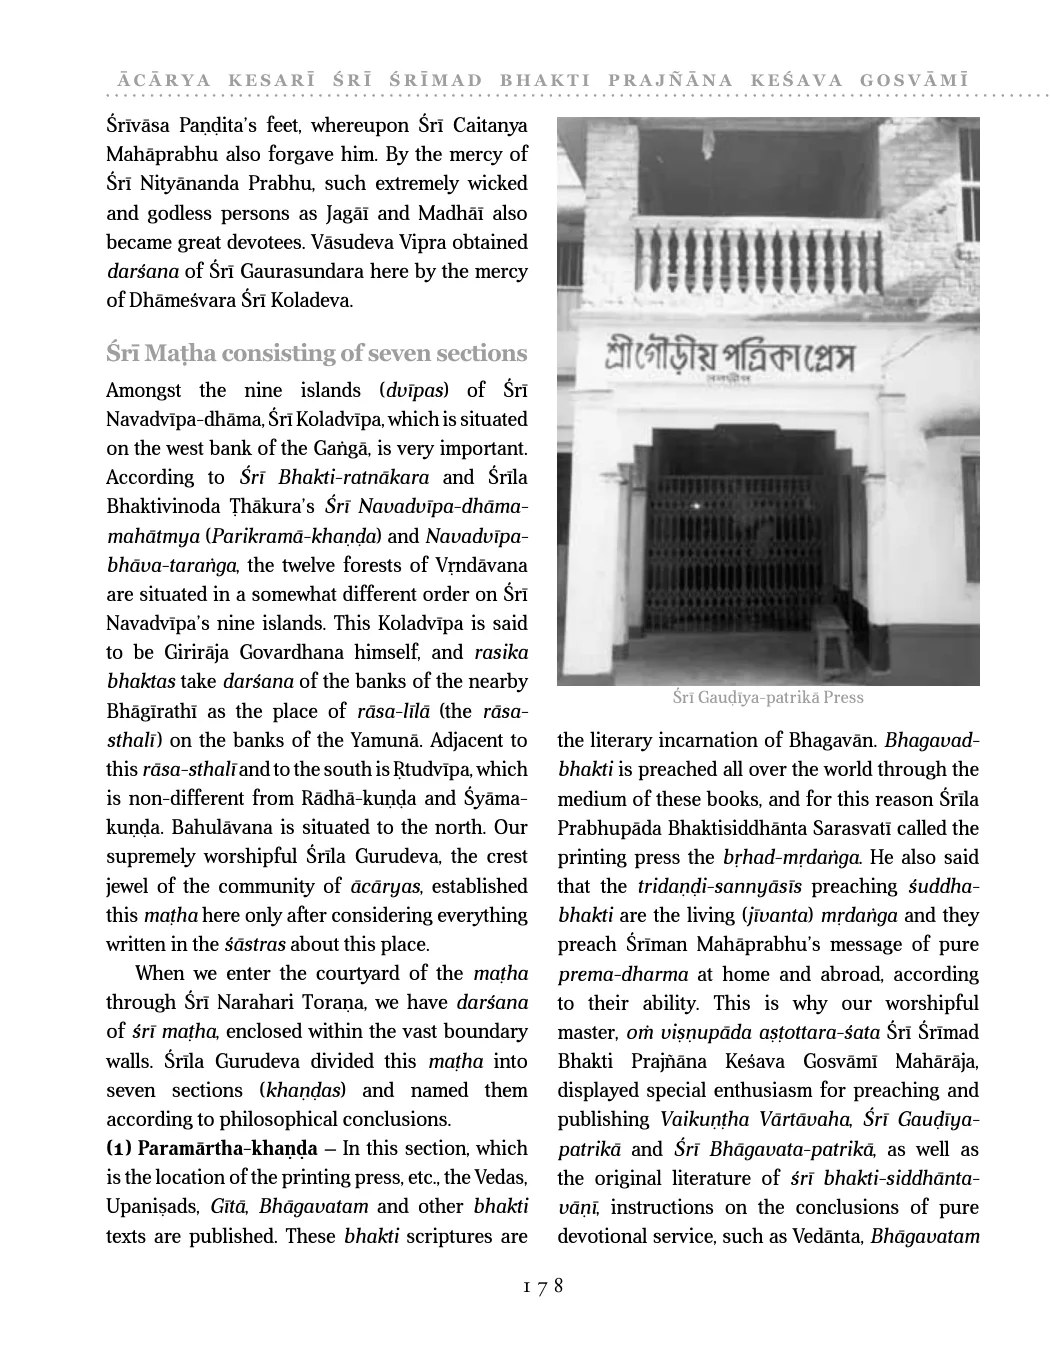 ĀCĀRYA KESARĪ ŚRĪ ŚRĪMAD BHAKTI PRAJÑĀNA KEŚAVA GOSVĀMĪ
Śrīvāsa Paṇḍita’s feet, whereupon Śrī Caitanya
Mahāprabhu also forgave him. By the mercy of
Śrī Nityānanda Prabhu, such extremely wicked
and godless persons as Jagāī and Madhāī also
became great devotees. Vāsudeva Vipra obtained
darśana of Śrī Gaurasundara here by the mercy
of Dhāmeśvara Śrī Koladeva.
Śrī Maṭha consisting of seven sections
Amongst the nine islands (dvīpas) of Śrī
Navadvīpa-dhāma, Śrī Koladvīpa, which is situated
on the west bank of the Gaṅgā, is very important.
According to Śrī Bhakti-ratnākara and Śrīla
Bhaktivinoda Ṭhākura’s Śrī Navadvīpa-dhāma-
mahātmya (Parikramā-khaṇḍa) and Navadvīpa-
bhāva-taraṅga, the twelve forests of Vṛndāvana
are situated in a somewhat different order on Śrī
Navadvīpa’s nine islands. This Koladvīpa is said
to be Girirāja Govardhana himself, and rasika
bhaktas take darśana of the banks of the nearby
Bhāgīrathī as the place of rāsa-līlā (the rāsa-
sthalī) on the banks of the Yamunā. Adjacent to
this rāsa-sthalī and to the south is Ṛtudvīpa, which
is non-different from Rādhā-kuṇḍa and Śyāma-
kuṇḍa. Bahulāvana is situated to the north. Our
supremely worshipful Śrīla Gurudeva, the crest
jewel of the community of ācāryas, established
this maṭha here only after considering everything
written in the śāstras about this place.
When we enter the courtyard of the maṭha
through Śrī Narahari Toraṇa, we have darśana
of śrī maṭha, enclosed within the vast boundary
walls. Śrīla Gurudeva divided this maṭha into
seven sections (khaṇḍas) and named them
according to philosophical conclusions.
(1) Paramārtha-khaṇḍa – In this section, which
is the location of the printing press, etc., the Vedas,
Upaniṣads, Gītā, Bhāgavatam and other bhakti
texts are published. These bhakti scriptures are
শ্রীগৌড়ীয় পত্রিকা প্রেস
Śrī Gauḍīya-patrikā Press
the literary incarnation of Bhagavān. Bhagavad-
bhakti is preached all over the world through the
medium of these books, and for this reason Śrīla
Prabhupāda Bhaktisiddhānta Sarasvatī called the
printing press the bṛhad-mṛdaṅga. He also said
that the tridaṇḍi-sannyāsīs preaching śuddha-
bhakti are the living (jīvanta) mṛdaṅga and they
preach Śrīman Mahāprabhu’s message of pure
prema-dharma at home and abroad, according
to their ability. This is why our worshipful
master, oṁ viṣṇupāda aṣṭottara-śata Śrī Śrīmad
Bhakti Prajñāna Keśava Gosvāmī Mahārāja,
displayed special enthusiasm for preaching and
publishing Vaikuṇṭha Vārtāvaha, Śrī Gauḍīya-
patrikā and Śrī Bhāgavata-patrikā, as well as
the original literature of śrī bhakti-siddhānta-
vāṇī, instructions on the conclusions of pure
devotional service, such as Vedānta, Bhāgavatam
178